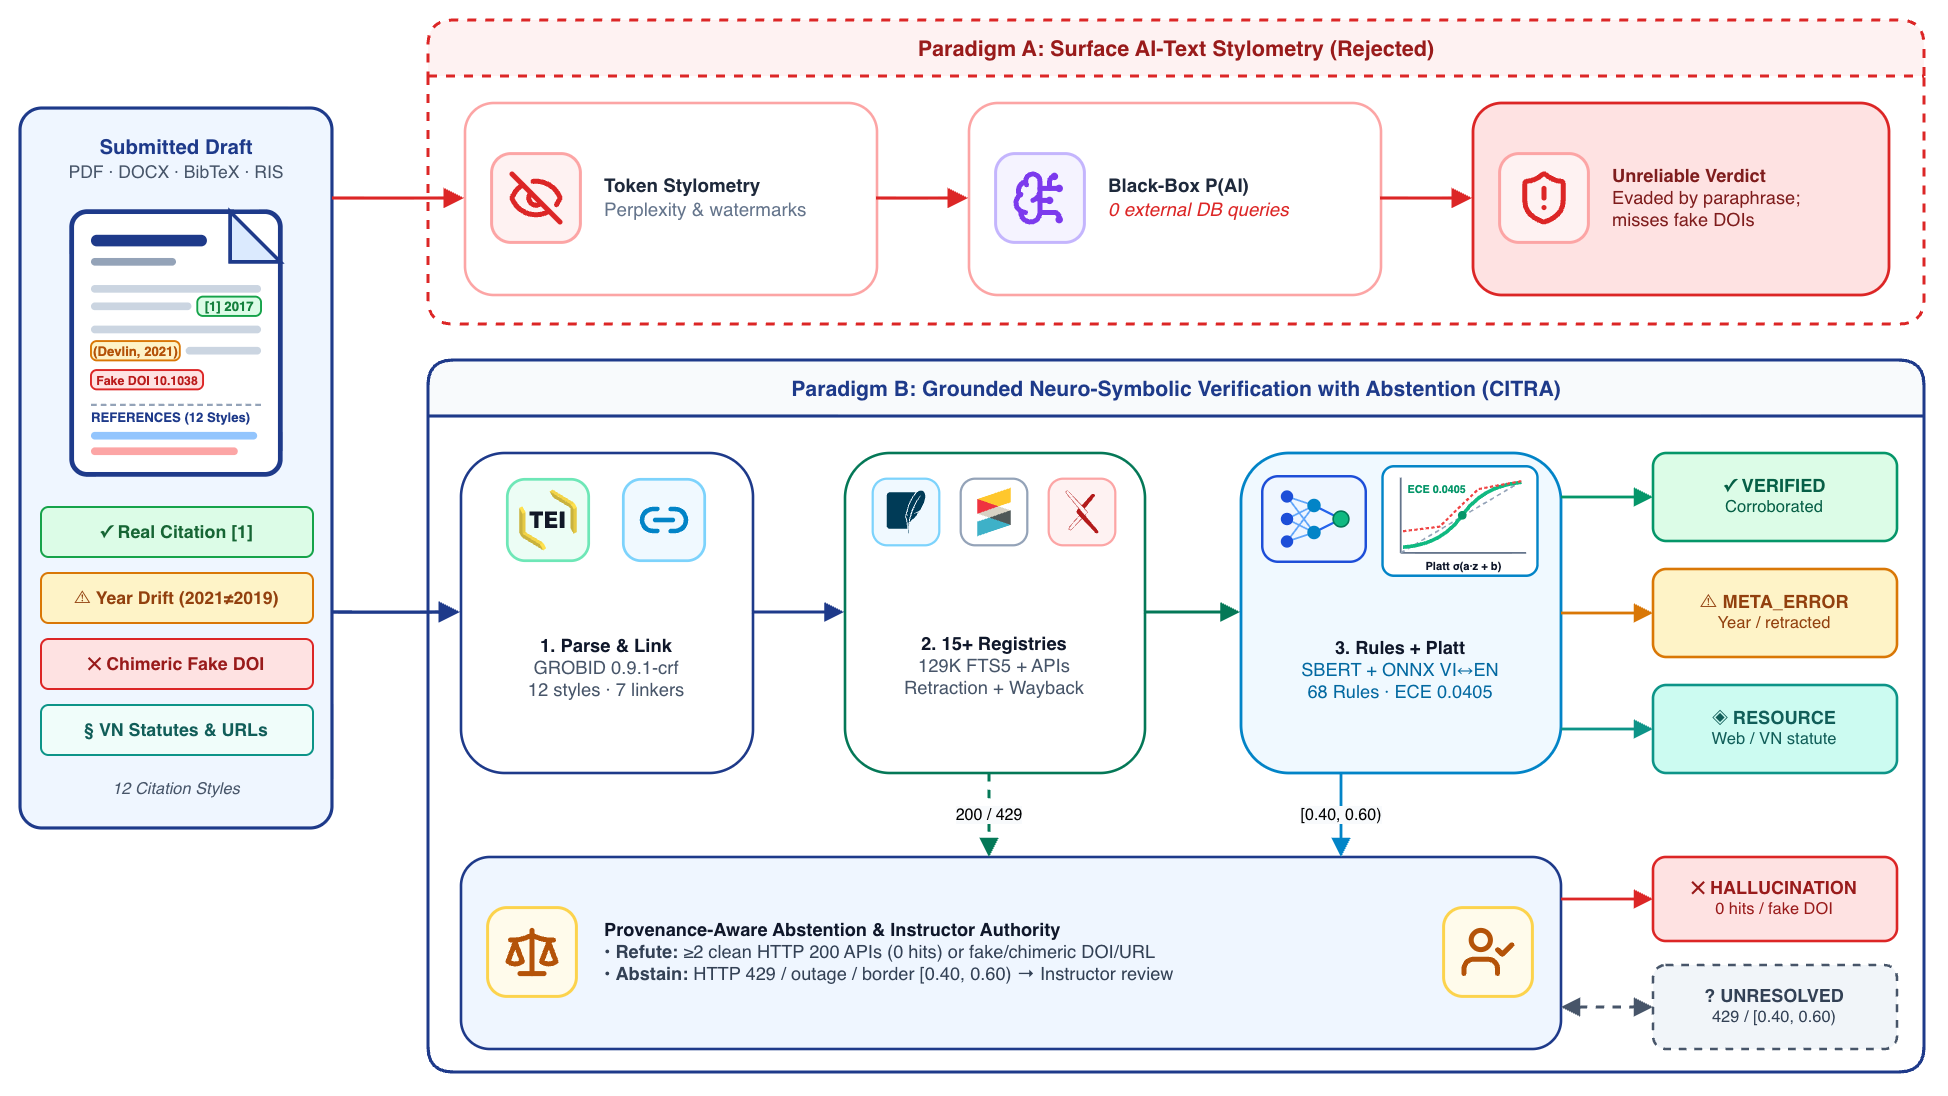 Paradigm A: Surface AI-Text Stylometry (Rejected)
Submitted Draft
PDF · DOCX · BibTeX · RIS
[1] 2017
(Devlin, 2021)
Fake DOI 10.1038
REFERENCES (12 Styles)
✓ Real Citation [1]
⚠ Year Drift (2021≠2019)
✕ Chimeric Fake DOI
§ VN Statutes & URLs
12 Citation Styles
Token Stylometry
Perplexity & watermarks
Black-Box P(AI)
0 external DB queries
Unreliable Verdict
Evaded by paraphrase;
misses fake DOIs
Paradigm B: Grounded Neuro-Symbolic Verification with Abstention (CITRA)
TEI
1. Parse & Link
GROBID 0.9.1-crf
12 styles · 7 linkers
2. 15+ Registries
129K FTS5 + APIs
Retraction + Wayback
ECE 0.0405
Platt σ(a·z + b)
3. Rules + Platt
SBERT + ONNX VI↔EN
68 Rules · ECE 0.0405
✓ VERIFIED
Corroborated
⚠ META_ERROR
Year / retracted
◈ RESOURCE
Web / VN statute
200 / 429
[0.40, 0.60)
Provenance-Aware Abstention & Instructor Authority
• Refute: ≥2 clean HTTP 200 APIs (0 hits) or fake/chimeric DOI/URL
• Abstain: HTTP 429 / outage / border [0.40, 0.60) → Instructor review
✕ HALLUCINATION
0 hits / fake DOI
? UNRESOLVED
429 / [0.40, 0.60)